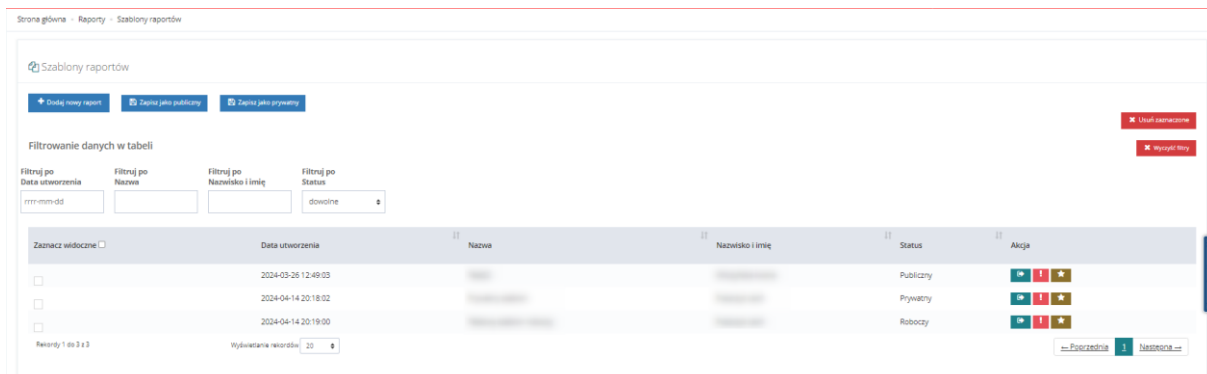 Strona główna - Raporty - Szablony raportów
Szablony raportów
Dodaj nowy raport Zapisz jako publiczny Zapisz jako prywatny
Usuń zaznaczone
Filtrowanie danych w tabeli
Wyczyść filtry
Filtruj po Filtruj po Filtruj po Filtruj po
Data utworzenia Nazwa Nazwisko i imię Status
rrrr-mm-dd dowolne
Zaznacz widoczne Data utworzenia Nazwa Nazwisko i imię Status Akcja
2024-03-26 12:49:03 Publiczny
2024-04-14 20:18:02 Prywatny
2024-04-14 20:19:00 Roboczy
Rekordy 1 do 3 z 3 Wyświetlanie rekordów 20 ← Poprzednia 1 Następna →